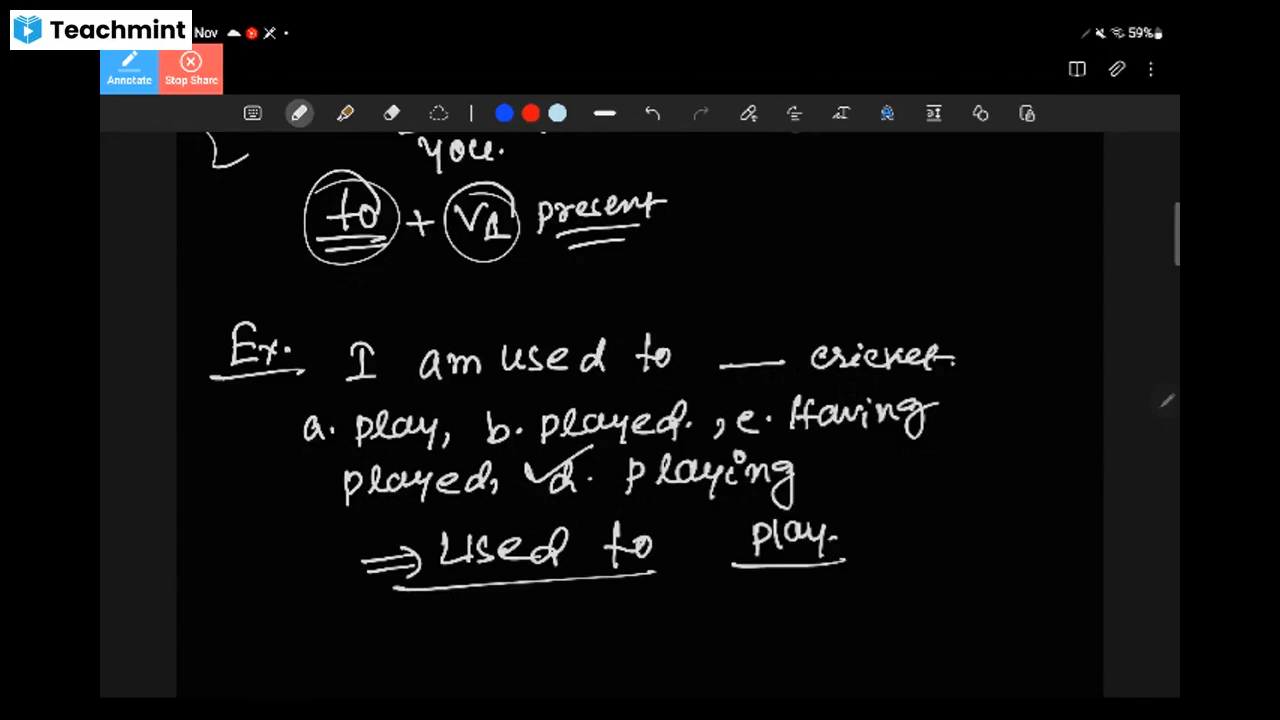 Teachmint
Nov
59%
Annotate
Stop Share
you.
to + V1 present
Ex. I am used to ___ cricket.
a. play, b. played., c. Having
played, d. playing
⇒ Used to play.